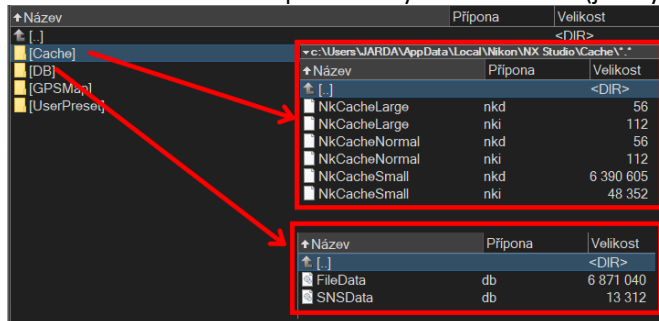 ↑Název Přípona Velikost
[..] <DIR>
[Cache]
[DB]
[GPSMap]
[UserPreset]
▾c:\Users\JARDA\AppData\Local\Nikon\NX Studio\Cache\*.*
↑Název Přípona Velikost
[..] <DIR>
NkCacheLarge nkd 56
NkCacheLarge nki 112
NkCacheNormal nkd 56
NkCacheNormal nki 112
NkCacheSmall nkd 6 390 605
NkCacheSmall nki 48 352
↑Název Přípona Velikost
[..] <DIR>
FileData db 6 871 040
SNSData db 13 312